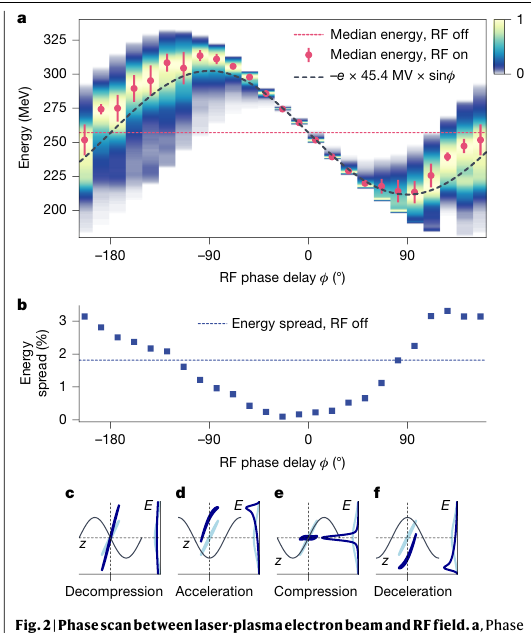 a
1
0
Median energy, RF off
Median energy, RF on
–e × 45.4 MV × sinϕ
Energy (MeV)
325
300
275
250
225
200
–180
–90
0
90
RF phase delay ϕ (°)
b
Energy spread, RF off
Energy
spread (%)
3
2
1
0
–180
–90
0
90
RF phase delay ϕ (°)
c
d
e
f
E
E
E
E
z
z
z
z
Decompression
Acceleration
Compression
Deceleration
Fig. 2 | Phase scan between laser-plasma electron beam and RF field. a, Phase